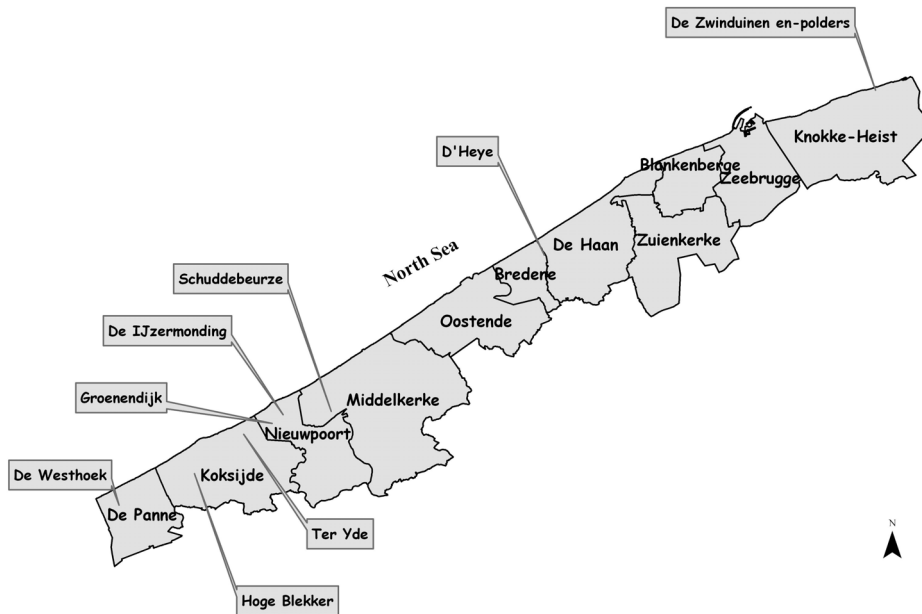 De Zwinduinen en-polders
Knokke-Heist
D'Heye
Blankenberge
Zeebrugge
De Haan
Zuienkerke
North Sea
Bredene
Schuddebeurze
Oostende
De IJzermonding
Groenendijk
Middelkerke
Nieuwpoort
De Westhoek
Koksijde
De Panne
Ter Yde
N
Hoge Blekker